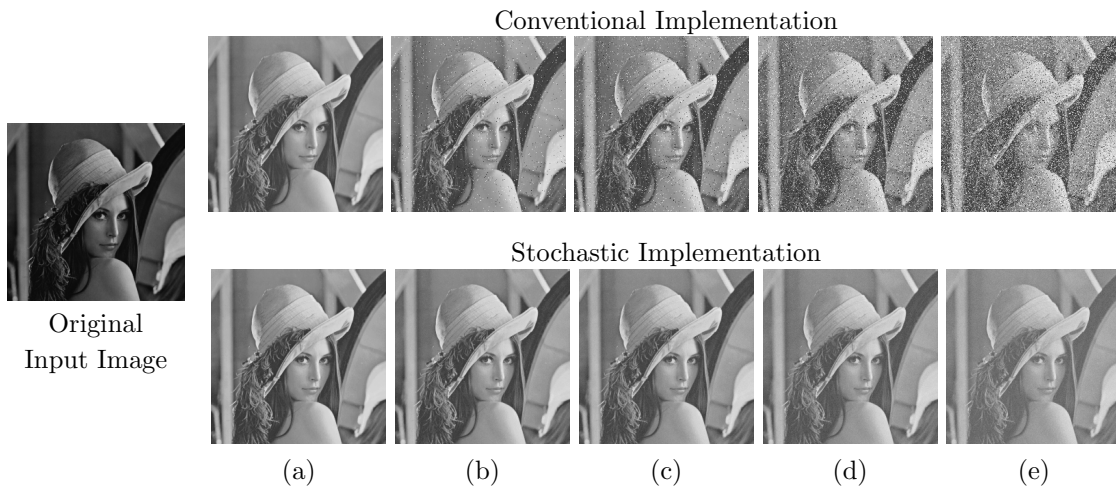 Conventional Implementation
Original
Input Image
Stochastic Implementation
(a) (b) (c) (d) (e)